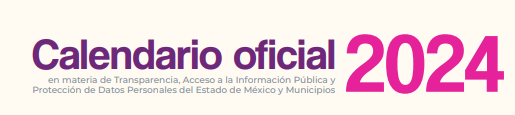 Calendario oficial 2024
en materia de Transparencia, Acceso a la Información Pública y
Protección de Datos Personales del Estado de México y Municipios